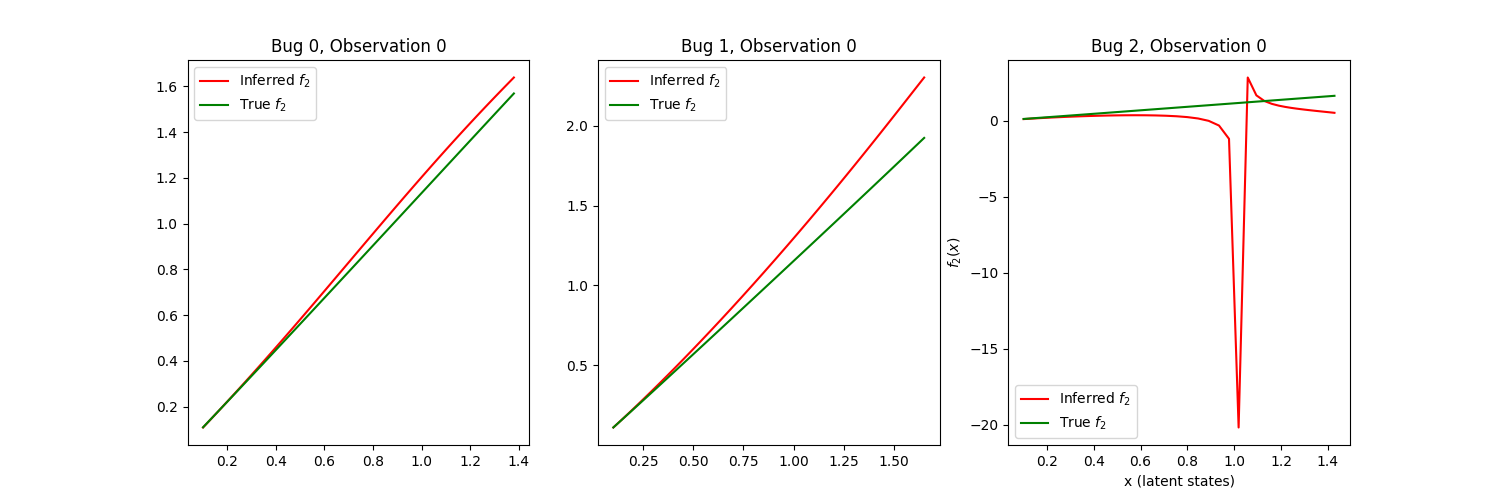 Bug 0, Observation 0
Inferred f₂
True f₂
1.6
1.4
1.2
1.0
0.8
0.6
0.4
0.2
0.2 0.4 0.6 0.8 1.0 1.2 1.4
Bug 1, Observation 0
Inferred f₂
True f₂
2.0
1.5
1.0
0.5
0.25 0.50 0.75 1.00 1.25 1.50
Bug 2, Observation 0
f₂(x)
0
−5
−10
−15
−20
Inferred f₂
True f₂
0.2 0.4 0.6 0.8 1.0 1.2 1.4
x (latent states)